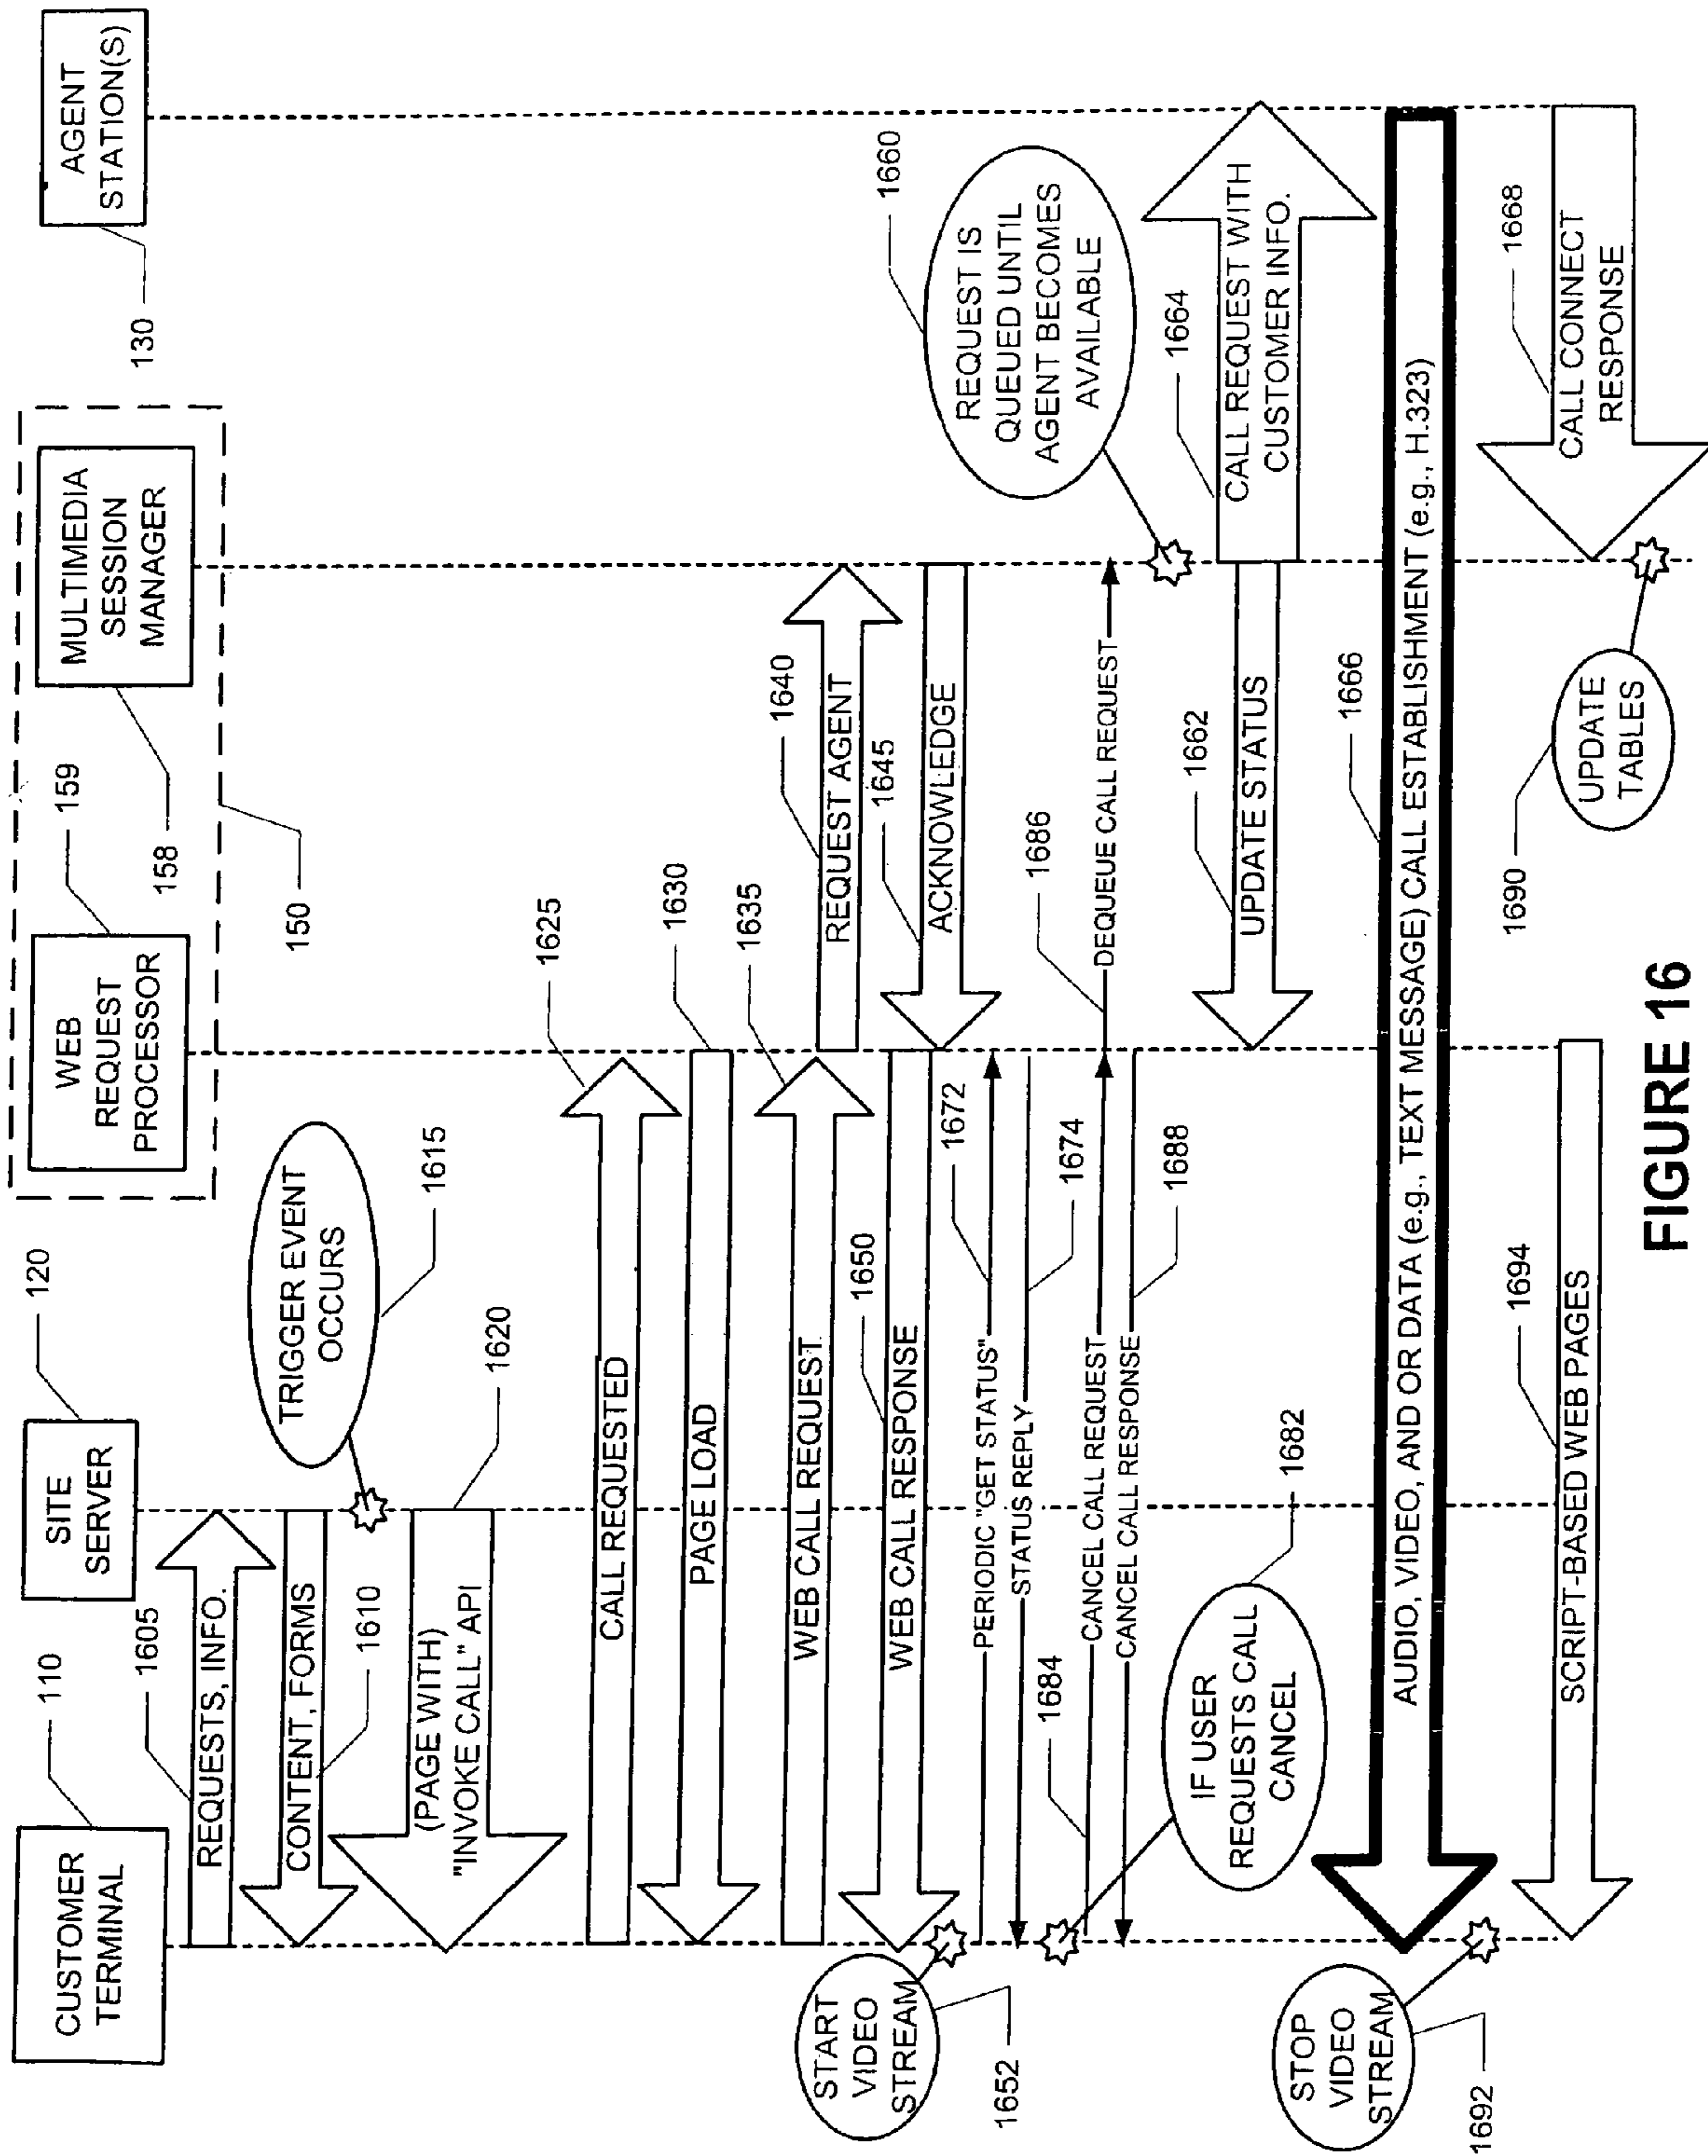 CUSTOMER
TERMINAL
110
SITE
SERVER
120
WEB
REQUEST
PROCESSOR
159
MULTIMEDIA
SESSION
MANAGER
158
150
AGENT
STATION(S)
130
1605
REQUESTS, INFO.
CONTENT, FORMS
1610
TRIGGER EVENT
OCCURS
1615
(PAGE WITH)
"INVOKE CALL" API
1620
CALL REQUESTED
1625
PAGE LOAD
1630
WEB CALL REQUEST
1635
REQUEST AGENT
1640
ACKNOWLEDGE
1645
WEB CALL RESPONSE
1650
START
VIDEO
STREAM
1652
PERIODIC "GET STATUS"
1672
STATUS REPLY
1674
1684
CANCEL CALL REQUEST
DEQUEUE CALL REQUEST
1686
CANCEL CALL RESPONSE
1688
IF USER
REQUESTS CALL
CANCEL
1682
REQUEST IS
QUEUED UNTIL
AGENT BECOMES
AVAILABLE
1660
UPDATE STATUS
1662
CALL REQUEST WITH
CUSTOMER INFO.
1664
AUDIO, VIDEO, AND OR DATA (e.g., TEXT MESSAGE) CALL ESTABLISHMENT (e.g., H.323)
1666
STOP
VIDEO
STREAM
1692
CALL CONNECT
RESPONSE
1668
UPDATE
TABLES
1690
SCRIPT-BASED WEB PAGES
1694
FIGURE 16